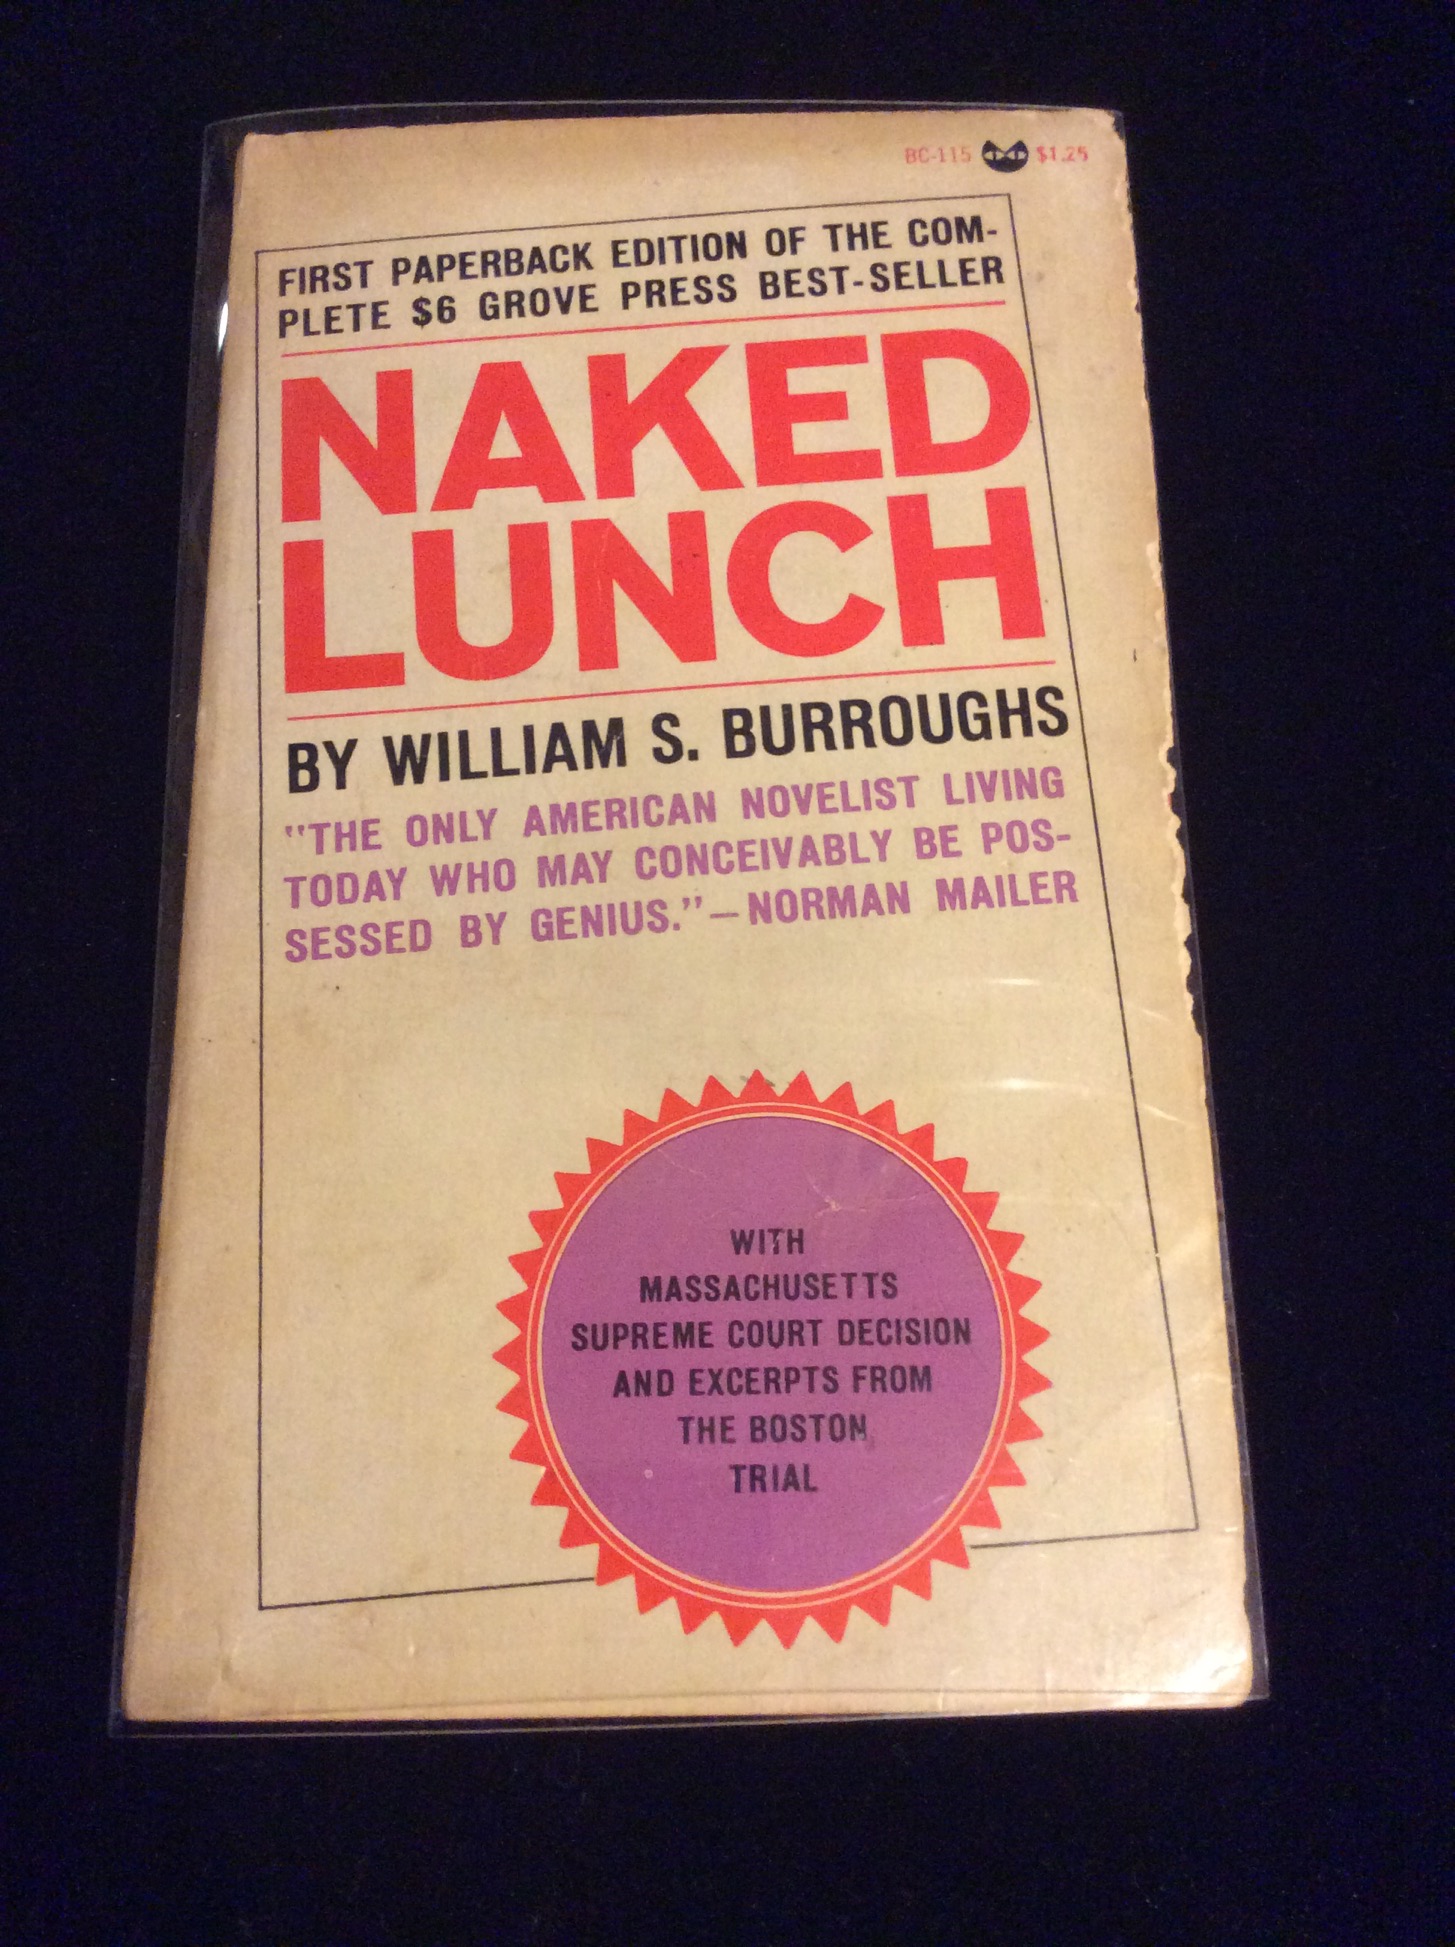 BC-115 $1.25
FIRST PAPERBACK EDITION OF THE COM-
PLETE $6 GROVE PRESS BEST-SELLER
NAKED
LUNCH
BY WILLIAM S. BURROUGHS
"THE ONLY AMERICAN NOVELIST LIVING
TODAY WHO MAY CONCEIVABLY BE POS-
SESSED BY GENIUS."—NORMAN MAILER
WITH
MASSACHUSETTS
SUPREME COURT DECISION
AND EXCERPTS FROM
THE BOSTON
TRIAL